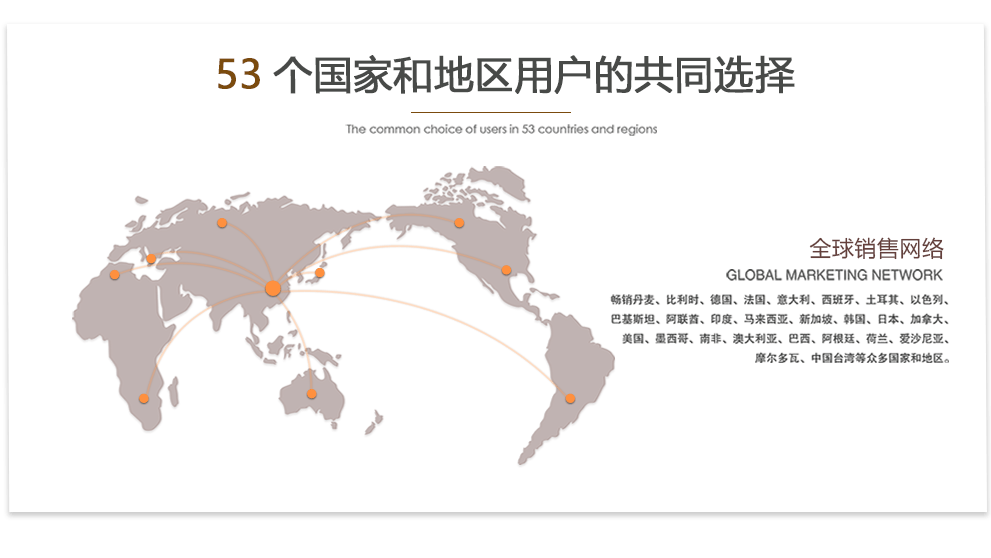 53 个国家和地区用户的共同选择
The common choice of users in 53 countries and regions
全球销售网络
GLOBAL MARKETING NETWORK
畅销丹麦、比利时、德国、法国、意大利、西班牙、土耳其、以色列、
巴基斯坦、阿联酋、印度、马来西亚、新加坡、韩国、日本、加拿大、
美国、墨西哥、南非、澳大利亚、巴西、阿根廷、荷兰、爱沙尼亚、
摩尔多瓦、中国台湾等众多国家和地区。